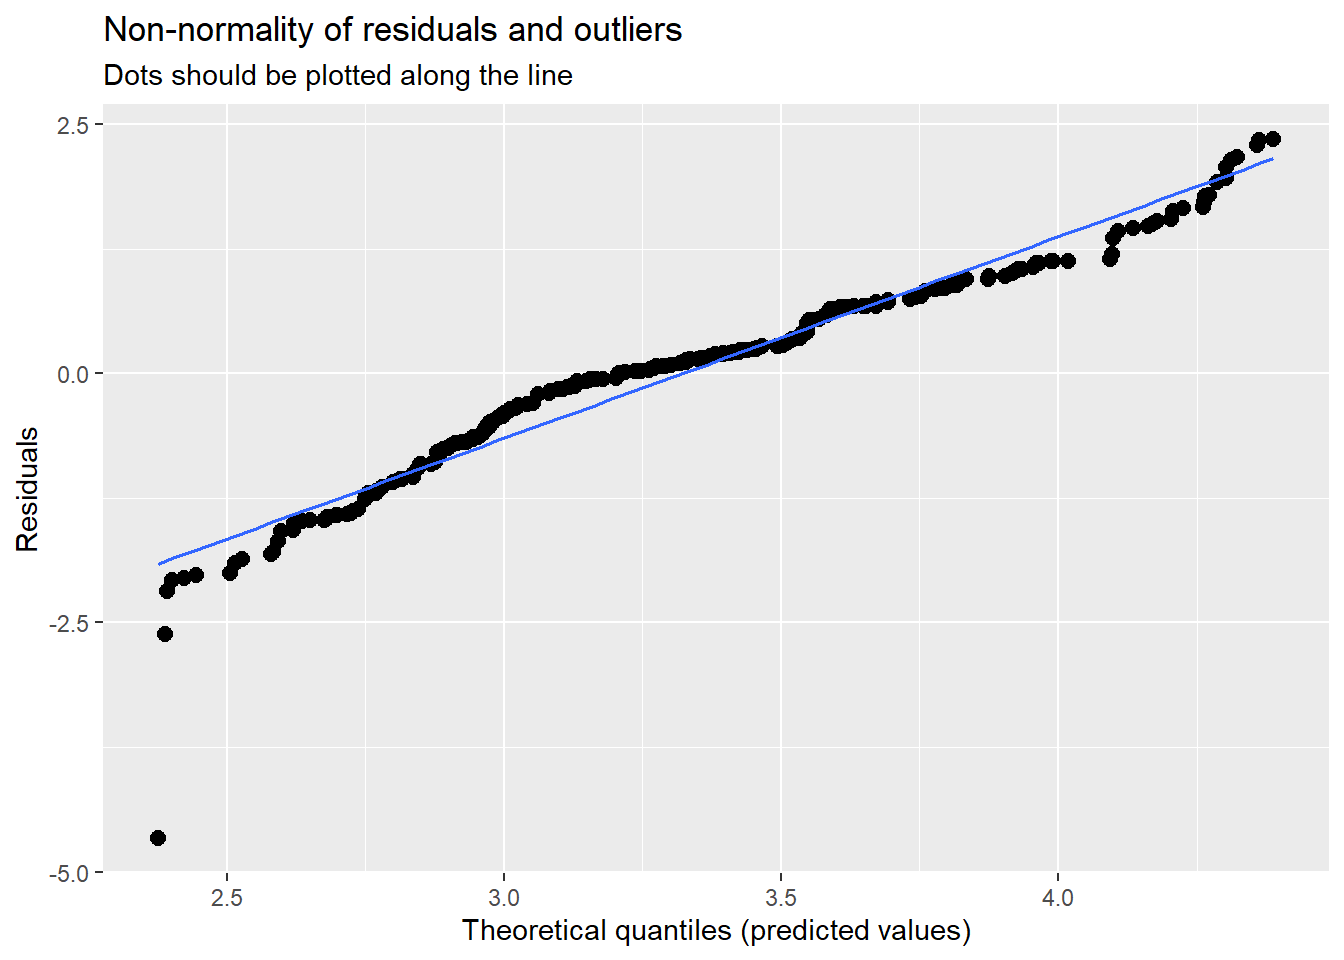 Non-normality of residuals and outliers
Dots should be plotted along the line
2.5
0.0
-2.5
-5.0
Residuals
2.5 3.0 3.5 4.0
Theoretical quantiles (predicted values)